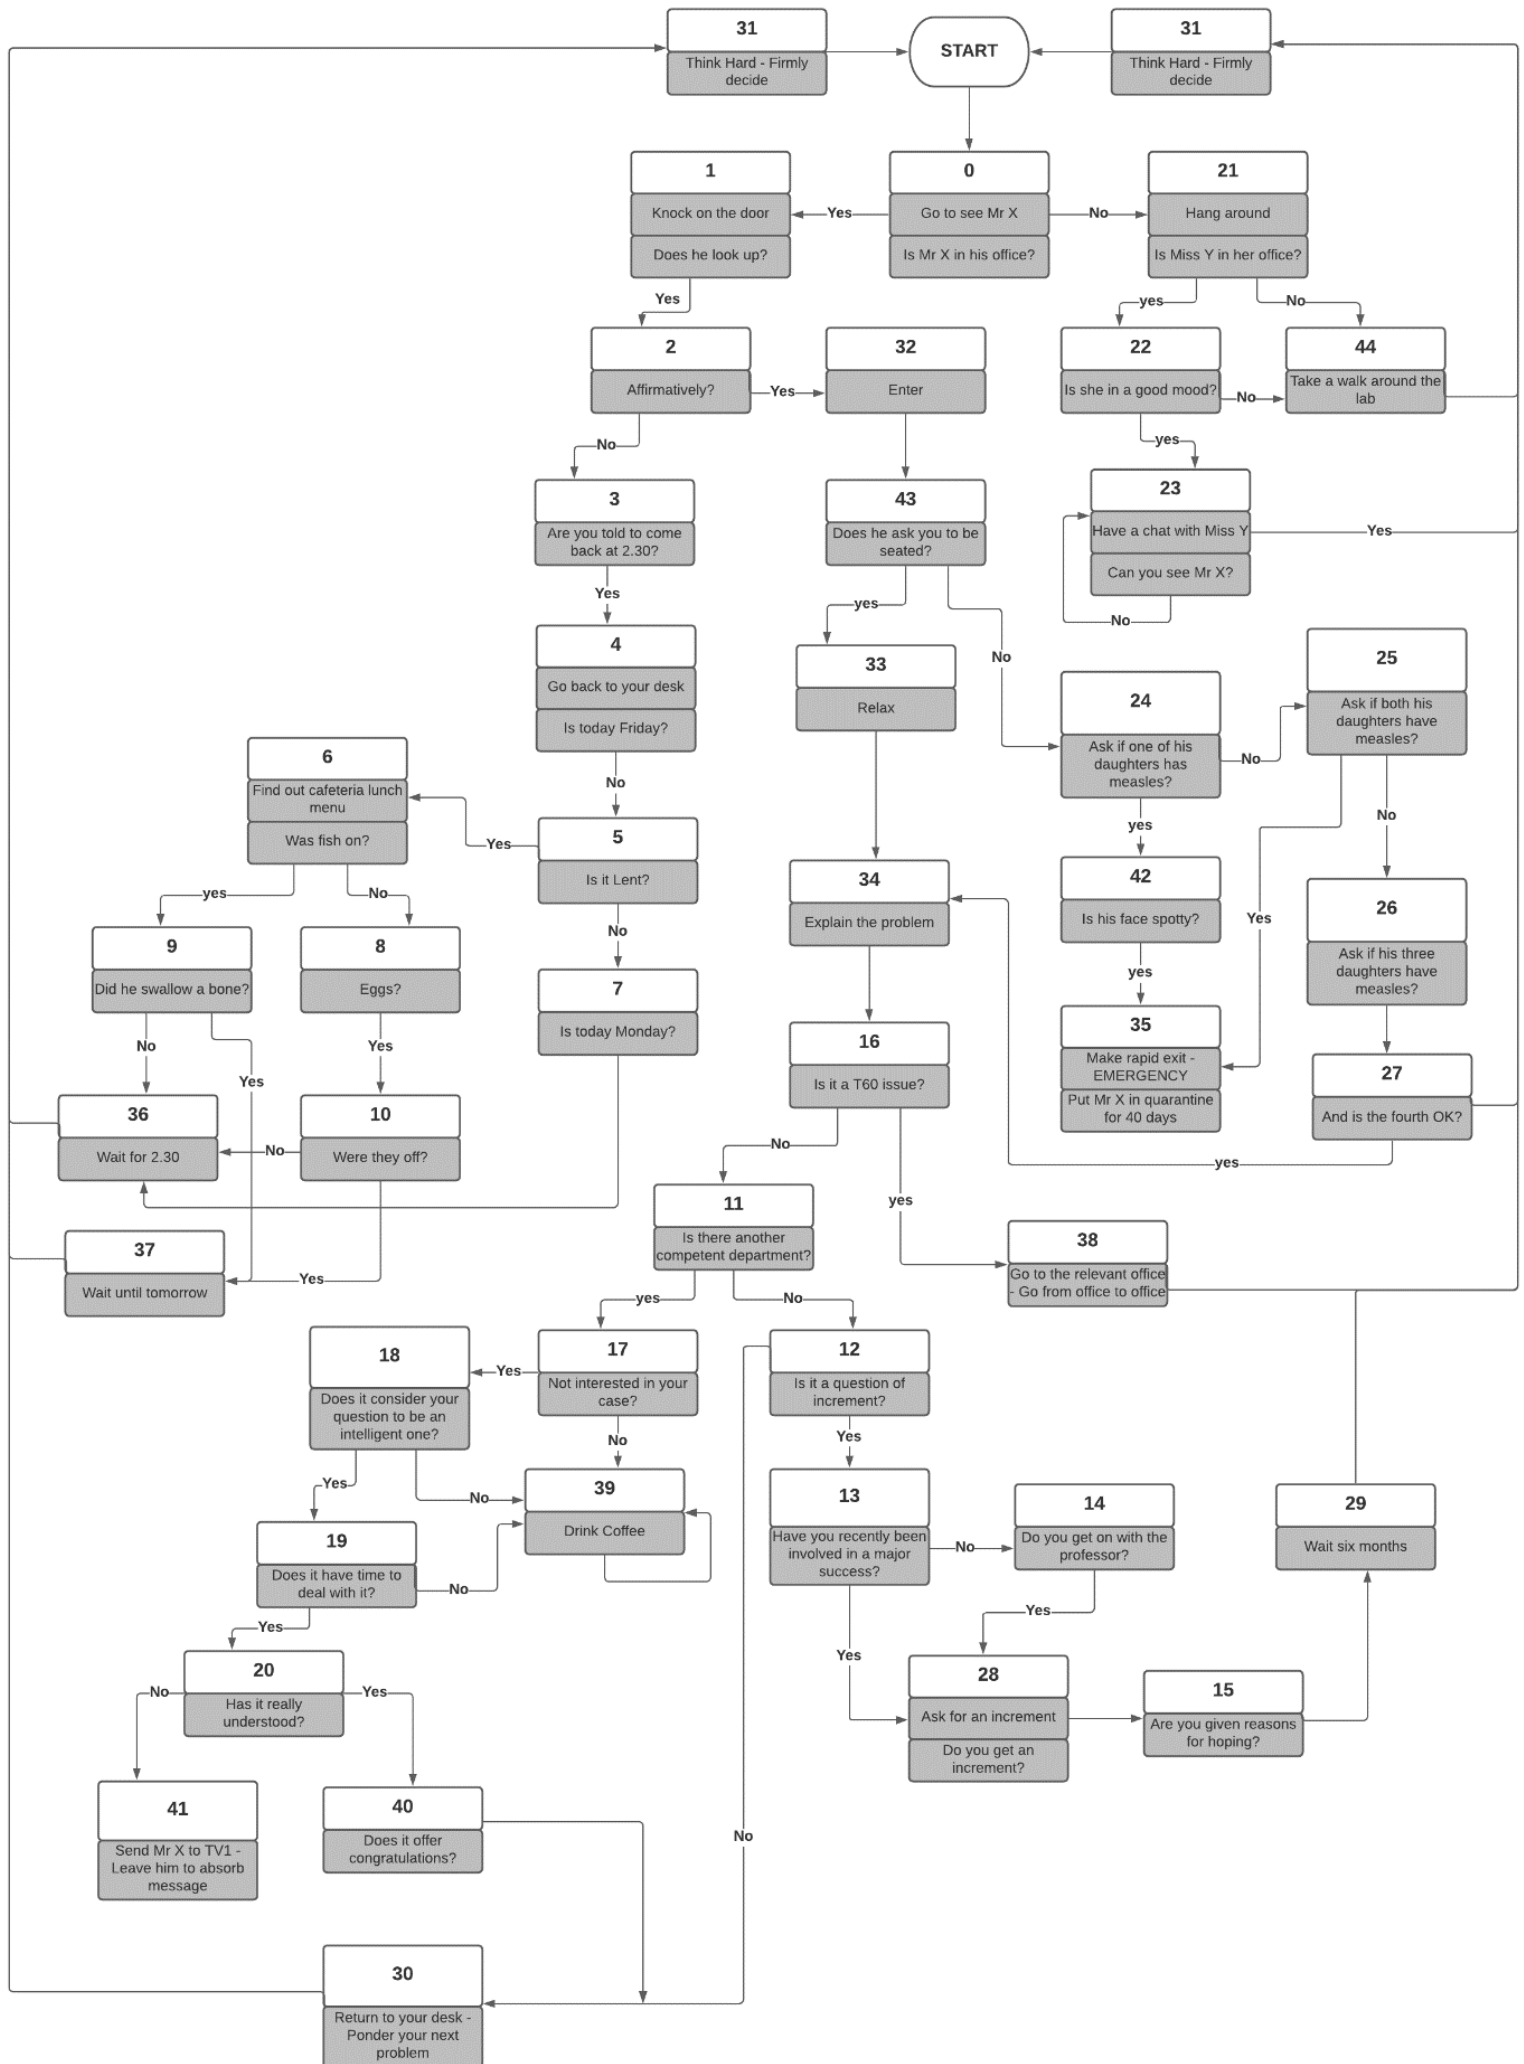 31
Think Hard - Firmly
decide
START
31
Think Hard - Firmly
decide
1
Knock on the door
Does he look up?
Yes
0
Go to see Mr X
Is Mr X in his office?
No
21
Hang around
Is Miss Y in her office?
Yes
yes
No
2
Affirmatively?
Yes
32
Enter
22
Is she in a good mood?
No
44
Take a walk around the
lab
No
yes
3
Are you told to come
back at 2.30?
43
Does he ask you to be
seated?
23
Have a chat with Miss Y
Can you see Mr X?
Yes
No
Yes
yes
No
4
Go back to your desk
Is today Friday?
33
Relax
24
Ask if one of his
daughters has
measles?
No
25
Ask if both his
daughters have
measles?
No
yes
No
Yes
6
Find out cafeteria lunch
menu
Was fish on?
Yes
5
Is it Lent?
34
Explain the problem
42
Is his face spotty?
26
Ask if his three
daughters have
measles?
yes
No
No
yes
9
Did he swallow a bone?
8
Eggs?
7
Is today Monday?
16
Is it a T60 issue?
35
Make rapid exit -
EMERGENCY
Put Mr X in quarantine
for 40 days
27
And is the fourth OK?
No
Yes
Yes
36
Wait for 2.30
No
10
Were they off?
No
yes
yes
11
Is there another
competent department?
37
Wait until tomorrow
Yes
38
Go to the relevant office
- Go from office to office
yes
No
18
Does it consider your
question to be an
intelligent one?
Yes
17
Not interested in your
case?
12
Is it a question of
increment?
No
Yes
Yes
No
39
Drink Coffee
13
Have you recently been
involved in a major
success?
No
14
Do you get on with the
professor?
29
Wait six months
19
Does it have time to
deal with it?
No
Yes
Yes
Yes
20
Has it really
understood?
No
Yes
28
Ask for an increment
Do you get an
increment?
15
Are you given reasons
for hoping?
41
Send Mr X to TV1 -
Leave him to absorb
message
40
Does it offer
congratulations?
No
30
Return to your desk -
Ponder your next
problem